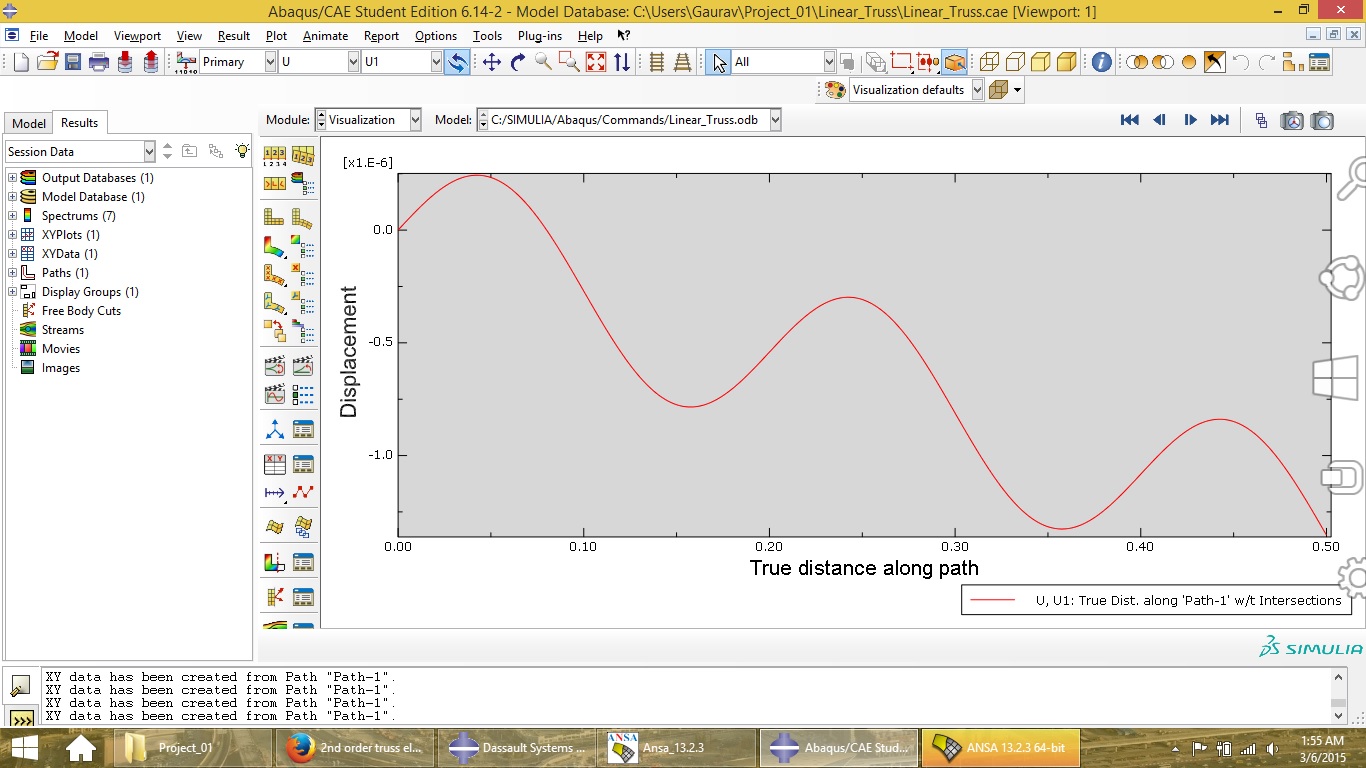 Abaqus/CAE Student Edition 6.14-2 - Model Database: C:\Users\Gaurav\Project_01\Linear_Truss\Linear_Truss.cae [Viewport: 1]
File Model Viewport View Result Plot Animate Report Options Tools Plug-ins Help
Primary U U1 All
Visualization defaults
Model Results
Module: Visualization Model: C:/SIMULIA/Abaqus/Commands/Linear_Truss.odb
Session Data
Output Databases (1)
Model Database (1)
Spectrums (7)
XYPlots (1)
XYData (1)
Paths (1)
Display Groups (1)
Free Body Cuts
Streams
Movies
Images
[x1.E-6]
0.0
-0.5
-1.0
Displacement
0.00 0.10 0.20 0.30 0.40 0.50
True distance along path
U, U1: True Dist. along 'Path-1' w/t Intersections
SIMULIA
XY data has been created from Path "Path-1".
XY data has been created from Path "Path-1".
XY data has been created from Path "Path-1".
XY data has been created from Path "Path-1".
>>>
Project_01 2nd order truss el... Dassault Systems ... ANSA Ansa_13.2.3 Abaqus/CAE Stud... ANSA 13.2.3 64-bit
1:55 AM
3/6/2015